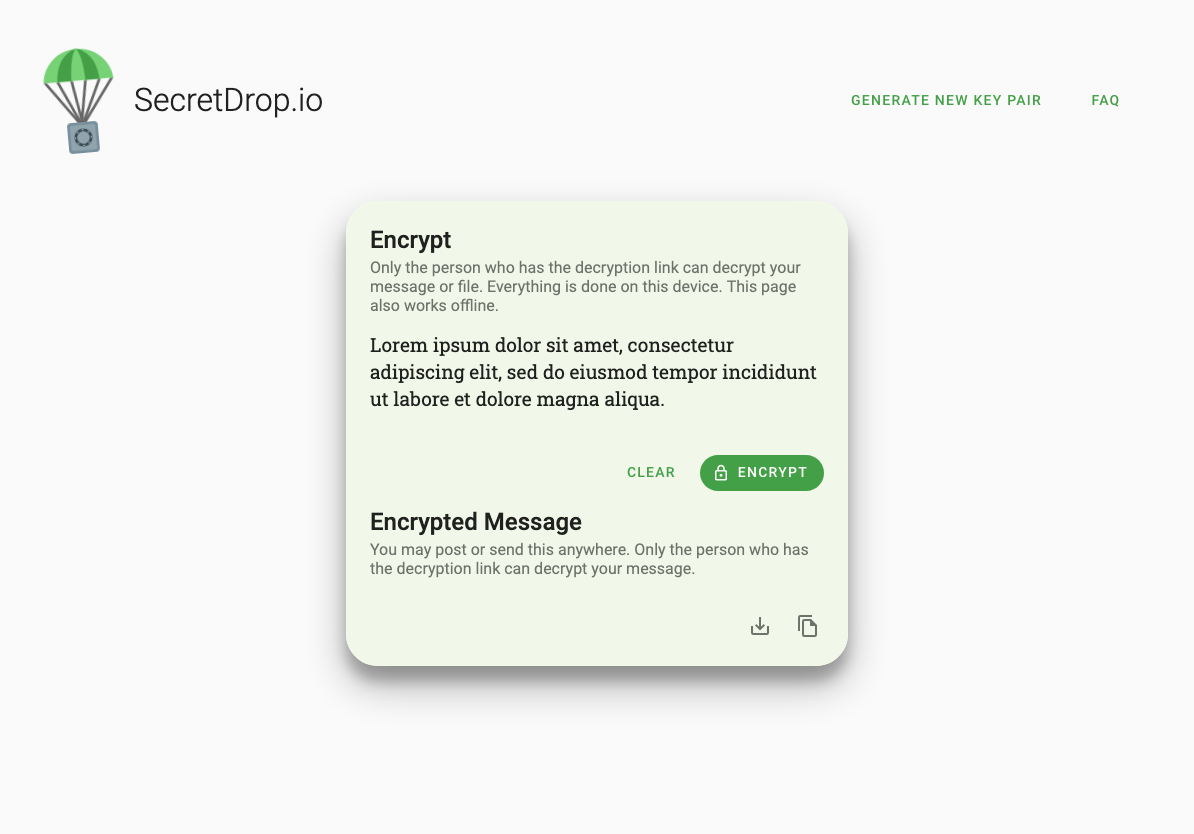 SecretDrop.io
GENERATE NEW KEY PAIR
FAQ
Encrypt
Only the person who has the decryption link can decrypt your
message or file. Everything is done on this device. This page
also works offline.
Lorem ipsum dolor sit amet, consectetur
adipiscing elit, sed do eiusmod tempor incididunt
ut labore et dolore magna aliqua.
CLEAR
ENCRYPT
Encrypted Message
You may post or send this anywhere. Only the person who has
the decryption link can decrypt your message.